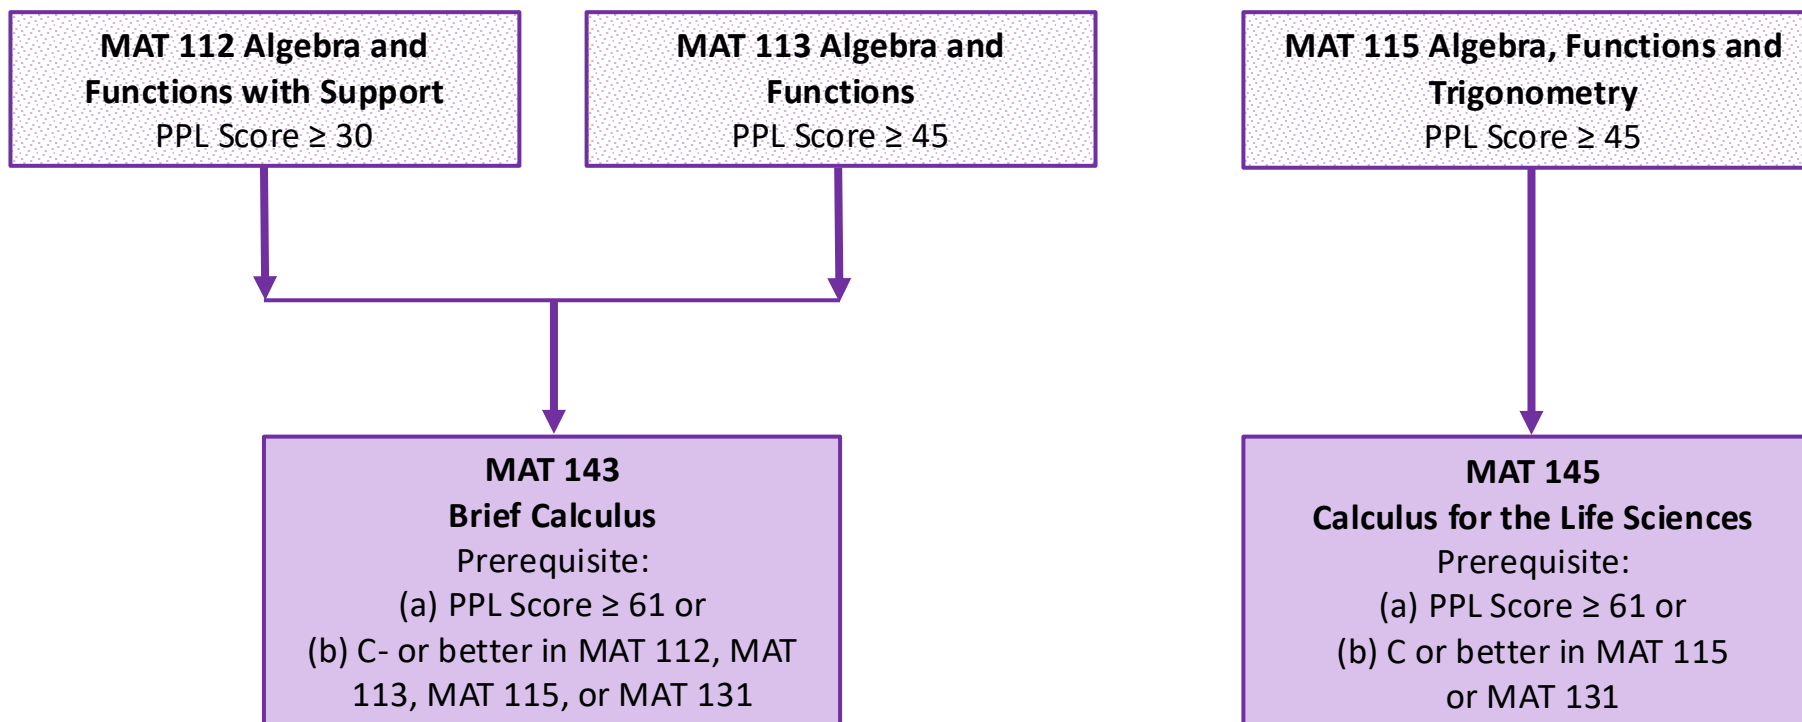 MAT 112 Algebra and
Functions with Support
PPL Score ≥ 30
MAT 113 Algebra and
Functions
PPL Score ≥ 45
MAT 115 Algebra, Functions and
Trigonometry
PPL Score ≥ 45
MAT 143
Brief Calculus
Prerequisite:
(a) PPL Score ≥ 61 or
(b) C- or better in MAT 112, MAT
113, MAT 115, or MAT 131
MAT 145
Calculus for the Life Sciences
Prerequisite:
(a) PPL Score ≥ 61 or
(b) C or better in MAT 115
or MAT 131